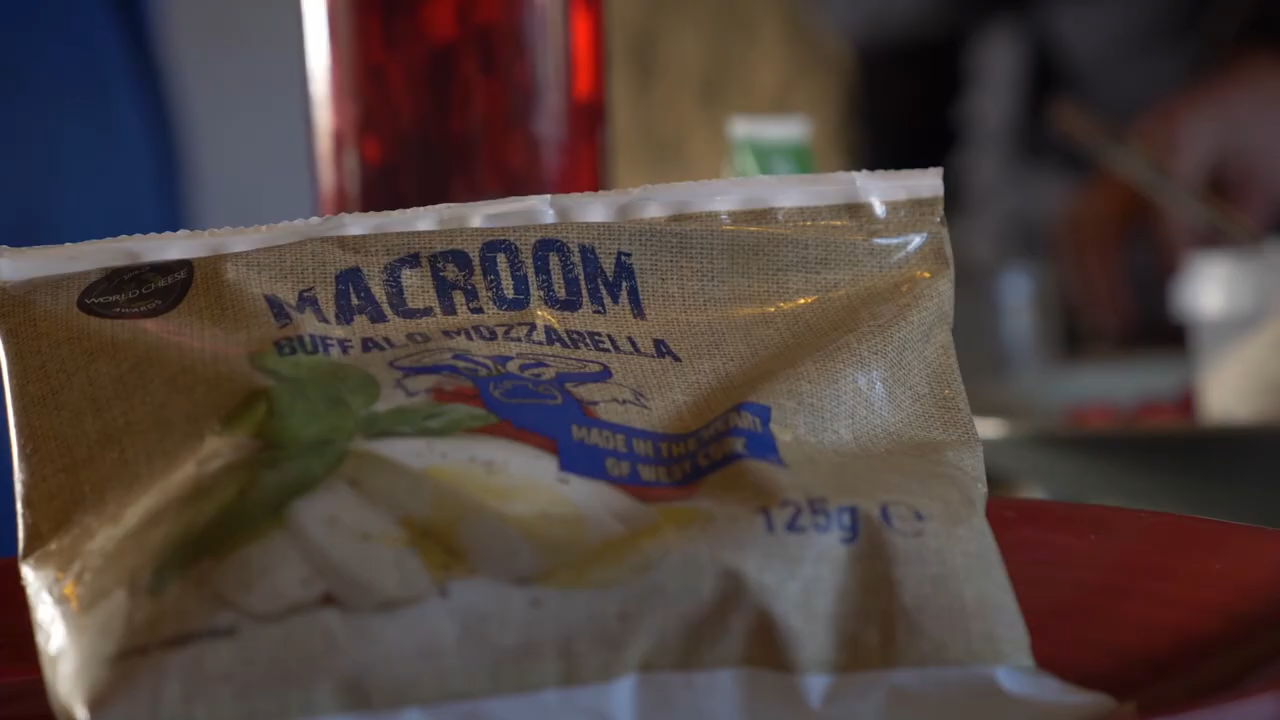 WORLD CHEESE
AWARDS
MACROOM
BUFFALO MOZZARELLA
MADE IN THE HEART
OF WEST CORK
125g ℮